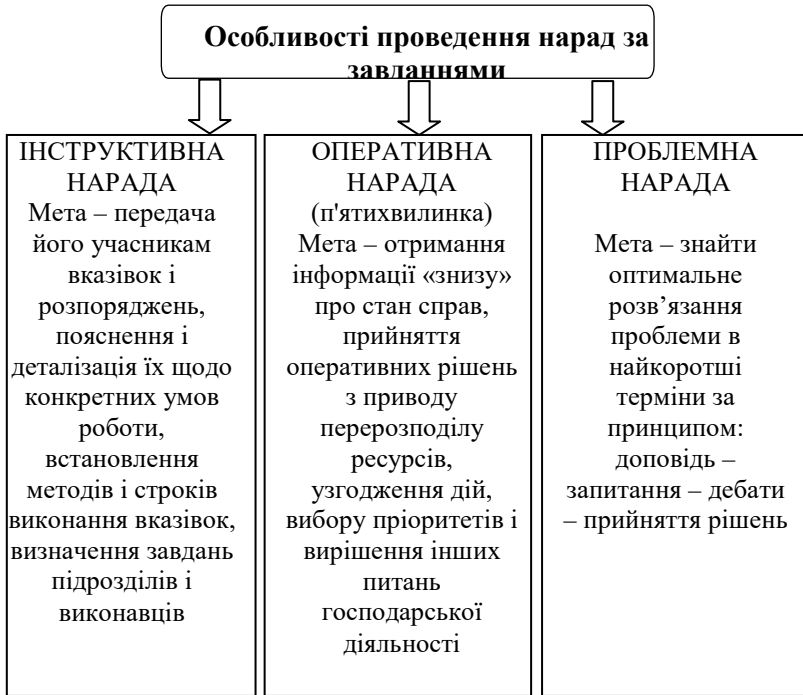 Особливості проведення нарад за
завданнями
ІНСТРУКТИВНА
НАРАДА
Мета – передача
його учасникам
вказівок і
розпоряджень,
пояснення і
деталізація їх щодо
конкретних умов
роботи,
встановлення
методів і строків
виконання вказівок,
визначення завдань
підрозділів і
виконавців
ОПЕРАТИВНА
НАРАДА
(п'ятихвилинка)
Мета – отримання
інформації «знизу»
про стан справ,
прийняття
оперативних рішень
з приводу
перерозподілу
ресурсів,
узгодження дій,
вибору пріоритетів і
вирішення інших
питань
господарської
діяльності
ПРОБЛЕМНА
НАРАДА
Мета – знайти
оптимальне
розв’язання
проблеми в
найкоротші
терміни за
принципом:
доповідь –
запитання – дебати
– прийняття рішень